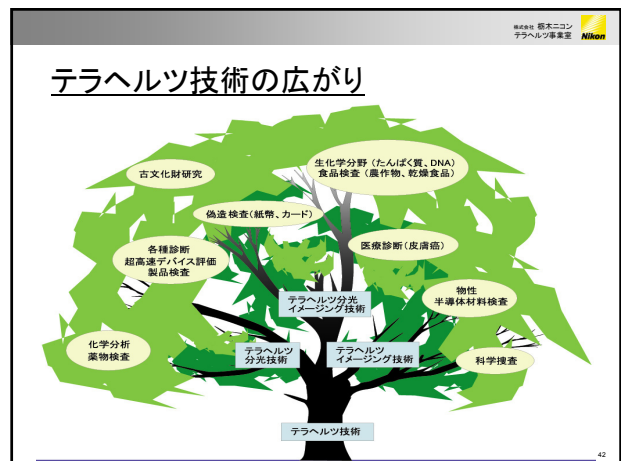 株式会社 栃木ニコン
テラヘルツ事業室
Nikon
テラヘルツ技術の広がり
生化学分野 (たんぱく質、DNA)
食品検査 (農作物、乾燥食品)
古文化財研究
偽造検査(紙幣、カード)
各種診断
超高速デバイス評価
製品検査
医療診断(皮膚癌)
テラヘルツ分光
イメージング技術
物性
半導体材料検査
化学分析
薬物検査
テラヘルツ
分光技術
テラヘルツ
イメージング技術
科学捜査
テラヘルツ技術
42